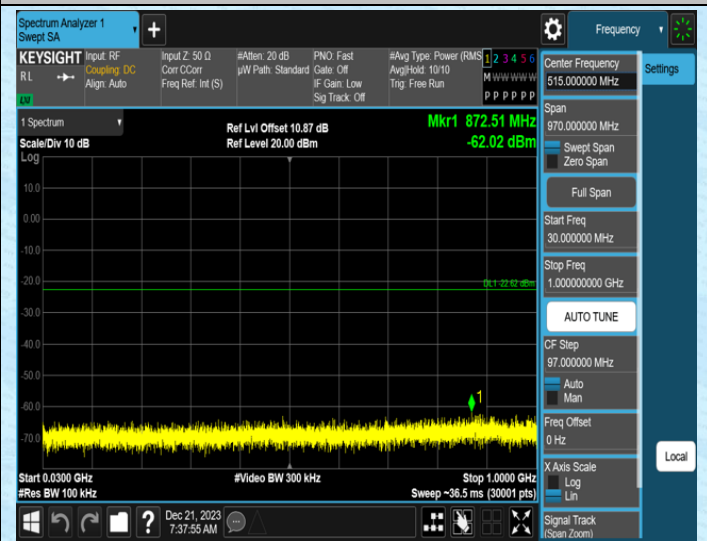 Spectrum Analyzer 1
Swept SA
+
Frequency
KEYSIGHT
R L
LXI
Input: RF
Coupling: DC
Align: Auto
Input Z: 50 Ω
Corr CCorr
Freq Ref: Int (S)
#Atten: 20 dB
µW Path: Standard
PNO: Fast
Gate: Off
IF Gain: Low
Sig Track: Off
#Avg Type: Power (RMS
Avg|Hold: 10/10
Trig: Free Run
1 2 3 4 5 6
M W W W W W
P P P P P P
1 Spectrum
Scale/Div 10 dB
Log
Ref Lvl Offset 10.87 dB
Ref Level 20.00 dBm
Mkr1 872.51 MHz
-62.02 dBm
10.0
0.00
-10.0
-20.0
-30.0
-40.0
-50.0
-60.0
-70.0
DL1 -22.62 dBm
1
Start 0.0300 GHz
#Res BW 100 kHz
#Video BW 300 kHz
Stop 1.0000 GHz
Sweep ~36.5 ms (30001 pts)
Dec 21, 2023
7:37:55 AM
?
Center Frequency
515.000000 MHz
Span
970.000000 MHz
Swept Span
Zero Span
Full Span
Start Freq
30.000000 MHz
Stop Freq
1.000000000 GHz
AUTO TUNE
CF Step
97.000000 MHz
Auto
Man
Freq Offset
0 Hz
X Axis Scale
Log
Lin
Signal Track
(Span Zoom)
Settings
Local